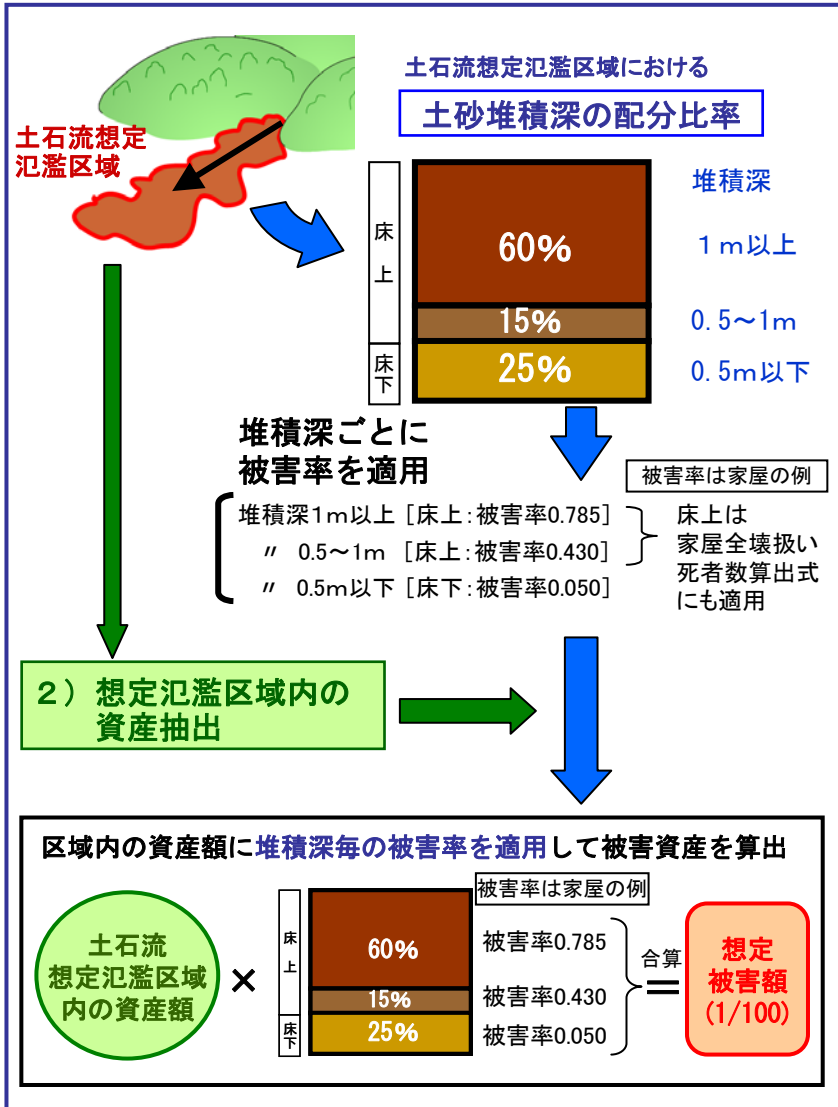 土石流想定氾濫区域における
土砂堆積深の配分比率
土石流想定
氾濫区域
堆積深
床上
60%
1m以上
15%
0.5～1m
床下
25%
0.5m以下
堆積深ごとに
被害率を適用
被害率は家屋の例
堆積深1m以上 [床上:被害率0.785]
〃 0.5～1m [床上:被害率0.430]
〃 0.5m以下 [床下:被害率0.050]
床上は
家屋全壊扱い
死者数算出式
にも適用
2) 想定氾濫区域内の
資産抽出
区域内の資産額に堆積深毎の被害率を適用して被害資産を算出
被害率は家屋の例
土石流
想定氾濫区域
内の資産額
×
床上
60%
被害率0.785
15%
被害率0.430
床下
25%
被害率0.050
合算
=
想定
被害額
(1/100)